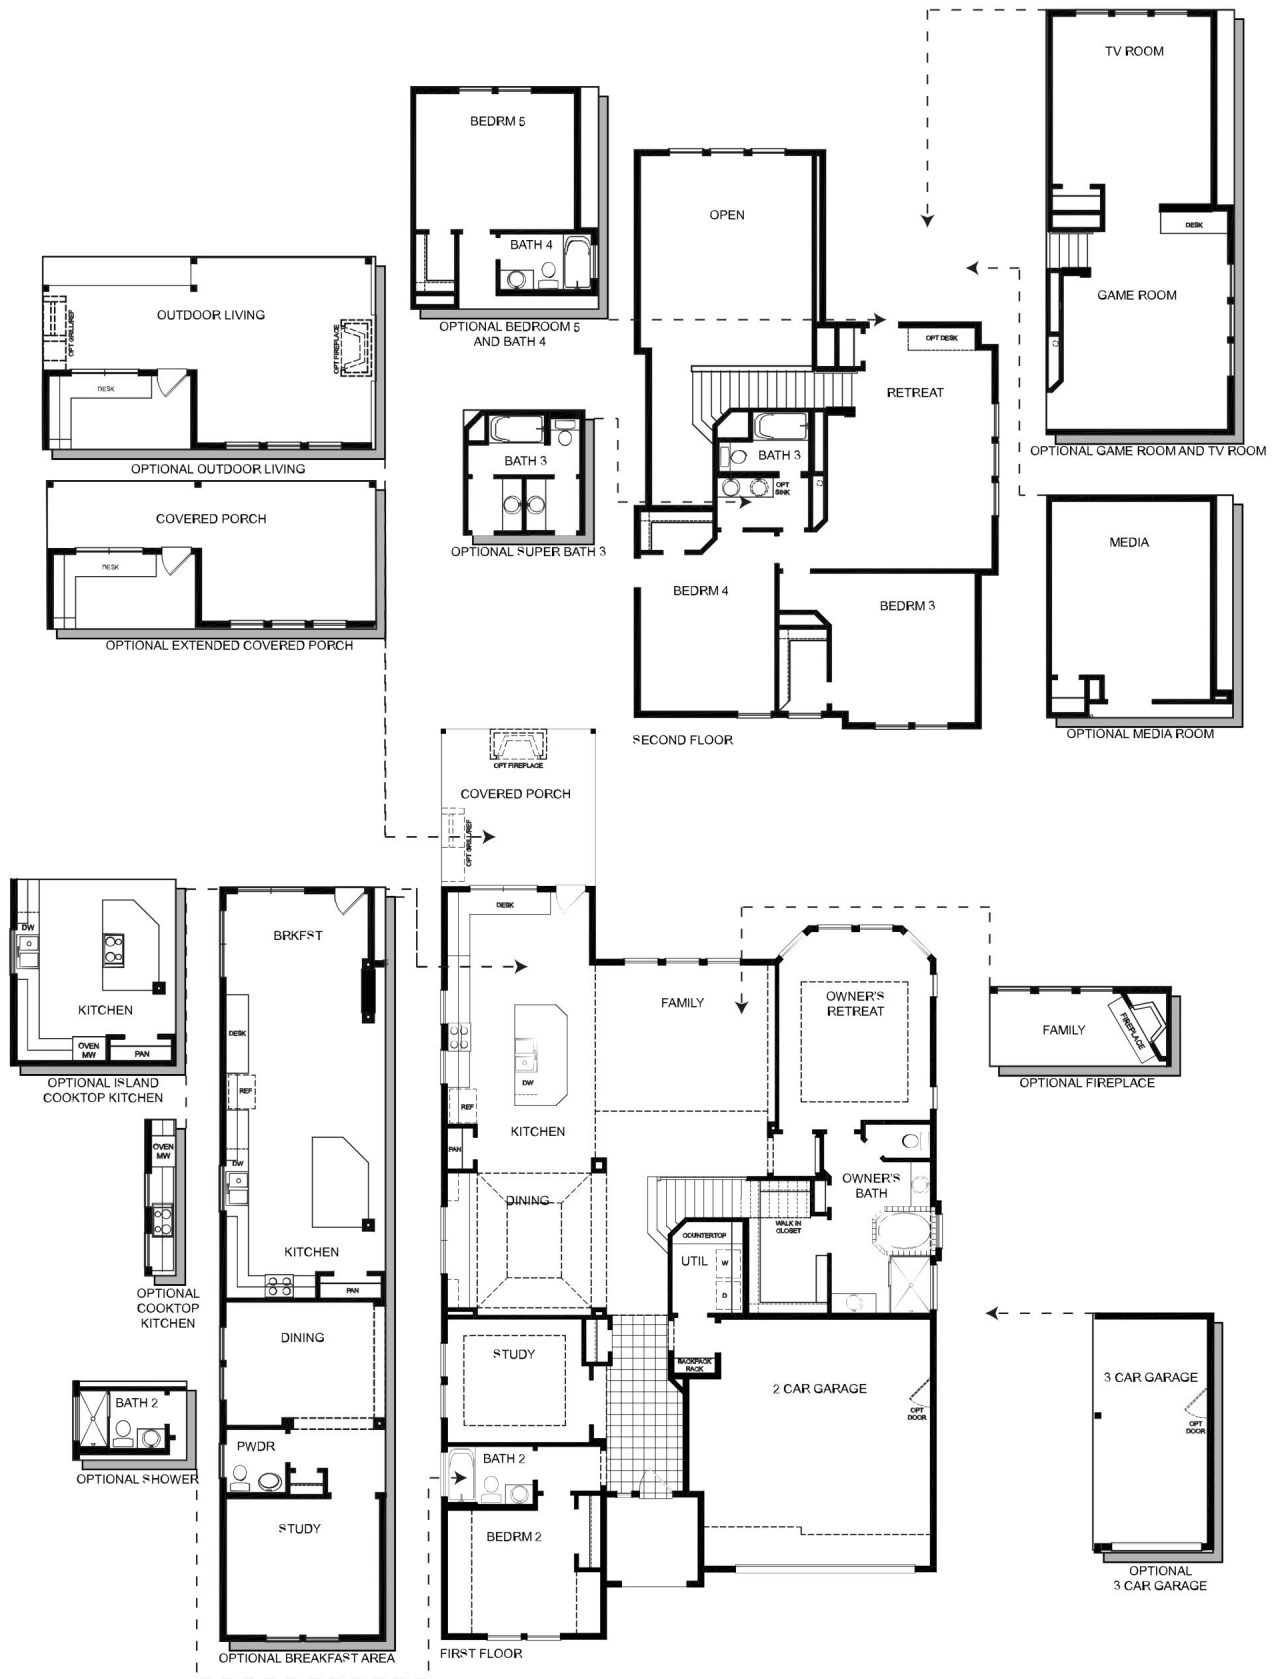 TV ROOM
DESK
GAME ROOM
OPTIONAL GAME ROOM AND TV ROOM
BEDRM 5
BATH 4
OPTIONAL BEDROOM 5
AND BATH 4
OPEN
OPT DESK
RETREAT
BATH 3
OPT
SINK
BEDRM 4
BEDRM 3
SECOND FLOOR
OUTDOOR LIVING
OPT GRILL/REF
OPT FIREPLACE
DESK
OPTIONAL OUTDOOR LIVING
BATH 3
OPTIONAL SUPER BATH 3
COVERED PORCH
DESK
OPTIONAL EXTENDED COVERED PORCH
MEDIA
OPTIONAL MEDIA ROOM
OPT FIREPLACE
COVERED PORCH
OPT GRILL/REF
DESK
FAMILY
OWNER'S
RETREAT
DW
REF
KITCHEN
PAN
DINING
OWNER'S
BATH
WALK IN
CLOSET
COUNTERTOP
UTIL
W
D
STUDY
BACKPACK
RACK
2 CAR GARAGE
OPT
DOOR
BATH 2
BEDRM 2
FIRST FLOOR
DW
KITCHEN
OVEN
MW
PAN
OPTIONAL ISLAND
COOKTOP KITCHEN
OVEN
MW
OPTIONAL
COOKTOP
KITCHEN
BATH 2
OPTIONAL SHOWER
BRKFST
DESK
REF
DW
KITCHEN
PAN
DINING
PWDR
STUDY
OPTIONAL BREAKFAST AREA
FAMILY
FIREPLACE
OPTIONAL FIREPLACE
3 CAR GARAGE
OPT
DOOR
OPTIONAL
3 CAR GARAGE